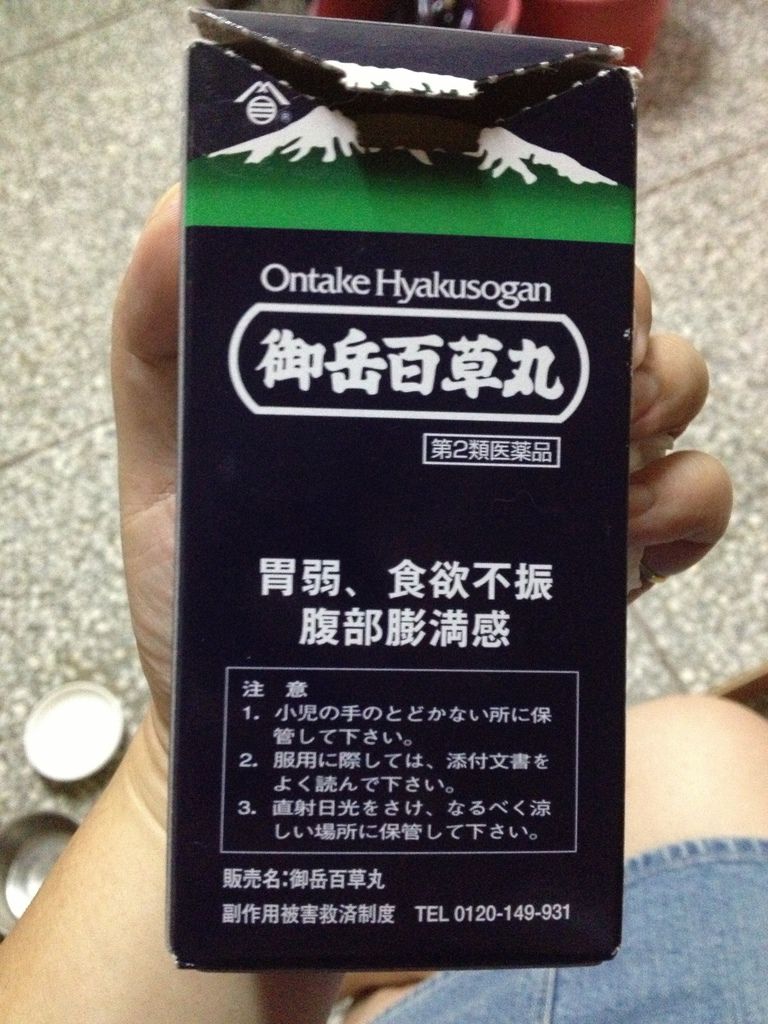 Ontake Hyakusogan
御岳百草丸
第2類医薬品
胃弱、食欲不振
腹部膨満感
注 意
1. 小児の手のとどかない所に保
管して下さい。
2. 服用に際しては、添付文書を
よく読んで下さい。
3. 直射日光をさけ、なるべく涼
しい場所に保管して下さい。
販売名:御岳百草丸
副作用被害救済制度 TEL 0120-149-931